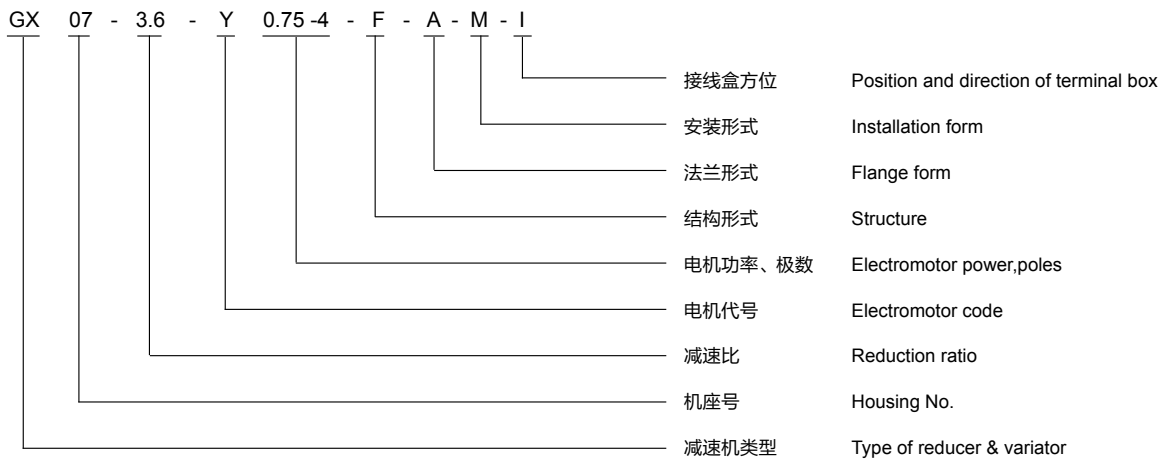 GX 07 - 3.6 - Y 0.75 -4 - F - A - M - I
接线盒方位 Position and direction of terminal box
安装形式 Installation form
法兰形式 Flange form
结构形式 Structure
电机功率、极数 Electromotor power,poles
电机代号 Electromotor code
减速比 Reduction ratio
机座号 Housing No.
减速机类型 Type of reducer & variator